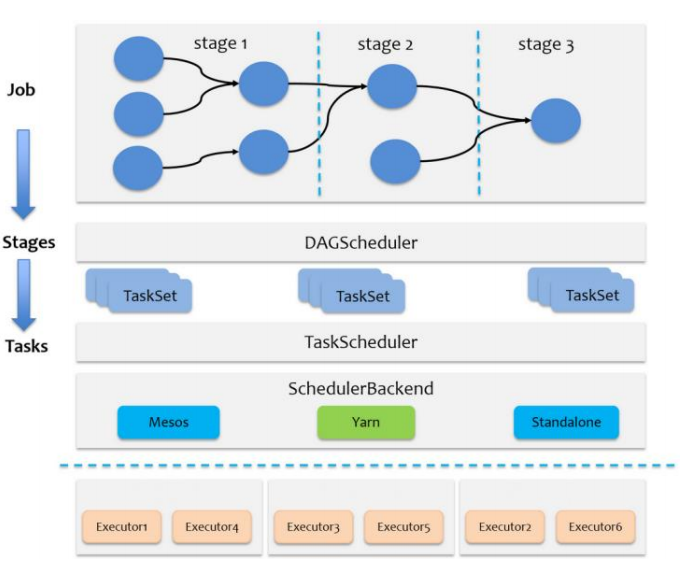 stage 1
stage 2
stage 3
Job
Stages
DAGScheduler
TaskSet
TaskSet
TaskSet
Tasks
TaskScheduler
SchedulerBackend
Mesos
Yarn
Standalone
Executor1
Executor4
Executor3
Executor5
Executor2
Executor6